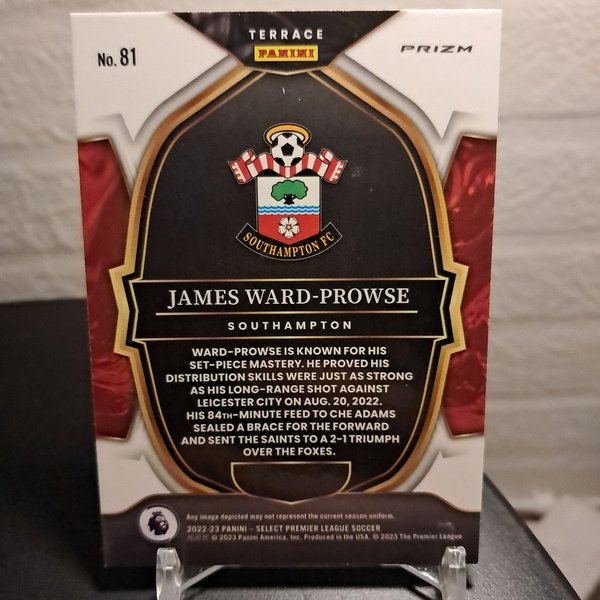 TERRACE
PANINI
No. 81
PRIZM
SOUTHAMPTON FC
JAMES WARD-PROWSE
SOUTHAMPTON
WARD-PROWSE IS KNOWN FOR HIS
SET-PIECE MASTERY. HE PROVED HIS
DISTRIBUTION SKILLS WERE JUST AS STRONG
AS HIS LONG-RANGE SHOT AGAINST
LEICESTER CITY ON AUG. 20, 2022.
HIS 84TH-MINUTE FEED TO CHE ADAMS
SEALED A BRACE FOR THE FORWARD
AND SENT THE SAINTS TO A 2-1 TRIUMPH
OVER THE FOXES.
Any image depicted may not represent the current season uniform.
2022-23 PANINI – SELECT PREMIER LEAGUE SOCCER
© 2023 Panini America, Inc. Produced in the USA. © 2023 The Premier League